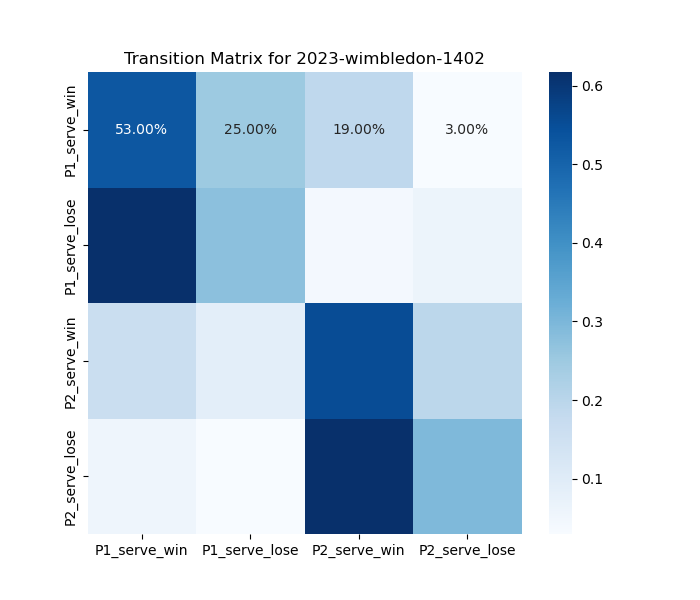 Transition Matrix for 2023-wimbledon-1402
P1_serve_win
53.00% 25.00% 19.00% 3.00%
P1_serve_lose
P2_serve_win
P2_serve_lose
P1_serve_win P1_serve_lose P2_serve_win P2_serve_lose
0.6
0.5
0.4
0.3
0.2
0.1